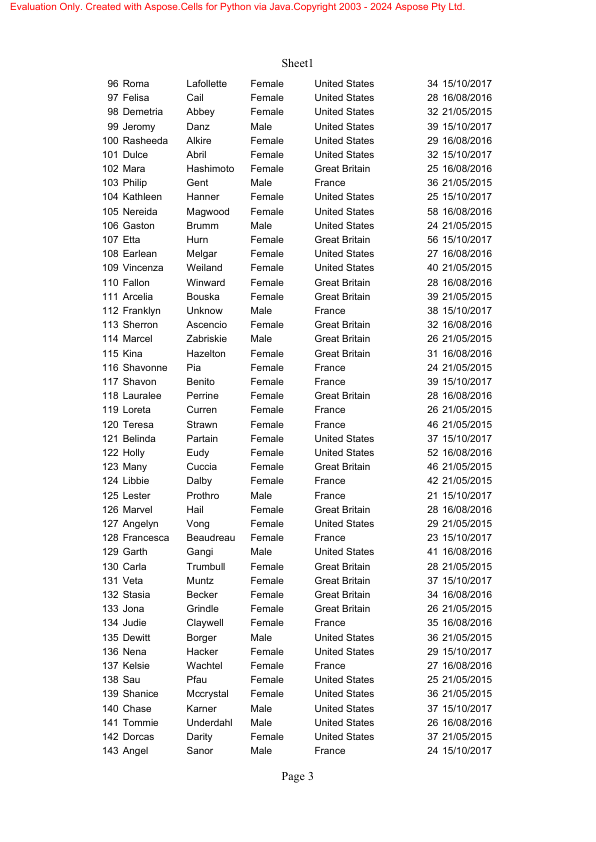 Evaluation Only. Created with Aspose.Cells for Python via Java.Copyright 2003 - 2024 Aspose Pty Ltd.
Sheet1
96 Roma Lafollette Female United States 34 15/10/2017
97 Felisa Cail Female United States 28 16/08/2016
98 Demetria Abbey Female United States 32 21/05/2015
99 Jeromy Danz Male United States 39 15/10/2017
100 Rasheeda Alkire Female United States 29 16/08/2016
101 Dulce Abril Female United States 32 15/10/2017
102 Mara Hashimoto Female Great Britain 25 16/08/2016
103 Philip Gent Male France 36 21/05/2015
104 Kathleen Hanner Female United States 25 15/10/2017
105 Nereida Magwood Female United States 58 16/08/2016
106 Gaston Brumm Male United States 24 21/05/2015
107 Etta Hurn Female Great Britain 56 15/10/2017
108 Earlean Melgar Female United States 27 16/08/2016
109 Vincenza Weiland Female United States 40 21/05/2015
110 Fallon Winward Female Great Britain 28 16/08/2016
111 Arcelia Bouska Female Great Britain 39 21/05/2015
112 Franklyn Unknow Male France 38 15/10/2017
113 Sherron Ascencio Female Great Britain 32 16/08/2016
114 Marcel Zabriskie Male Great Britain 26 21/05/2015
115 Kina Hazelton Female Great Britain 31 16/08/2016
116 Shavonne Pia Female France 24 21/05/2015
117 Shavon Benito Female France 39 15/10/2017
118 Lauralee Perrine Female Great Britain 28 16/08/2016
119 Loreta Curren Female France 26 21/05/2015
120 Teresa Strawn Female France 46 21/05/2015
121 Belinda Partain Female United States 37 15/10/2017
122 Holly Eudy Female United States 52 16/08/2016
123 Many Cuccia Female Great Britain 46 21/05/2015
124 Libbie Dalby Female France 42 21/05/2015
125 Lester Prothro Male France 21 15/10/2017
126 Marvel Hail Female Great Britain 28 16/08/2016
127 Angelyn Vong Female United States 29 21/05/2015
128 Francesca Beaudreau Female France 23 15/10/2017
129 Garth Gangi Male United States 41 16/08/2016
130 Carla Trumbull Female Great Britain 28 21/05/2015
131 Veta Muntz Female Great Britain 37 15/10/2017
132 Stasia Becker Female Great Britain 34 16/08/2016
133 Jona Grindle Female Great Britain 26 21/05/2015
134 Judie Claywell Female France 35 16/08/2016
135 Dewitt Borger Male United States 36 21/05/2015
136 Nena Hacker Female United States 29 15/10/2017
137 Kelsie Wachtel Female France 27 16/08/2016
138 Sau Pfau Female United States 25 21/05/2015
139 Shanice Mccrystal Female United States 36 21/05/2015
140 Chase Karner Male United States 37 15/10/2017
141 Tommie Underdahl Male United States 26 16/08/2016
142 Dorcas Darity Female United States 37 21/05/2015
143 Angel Sanor Male France 24 15/10/2017
Page 3